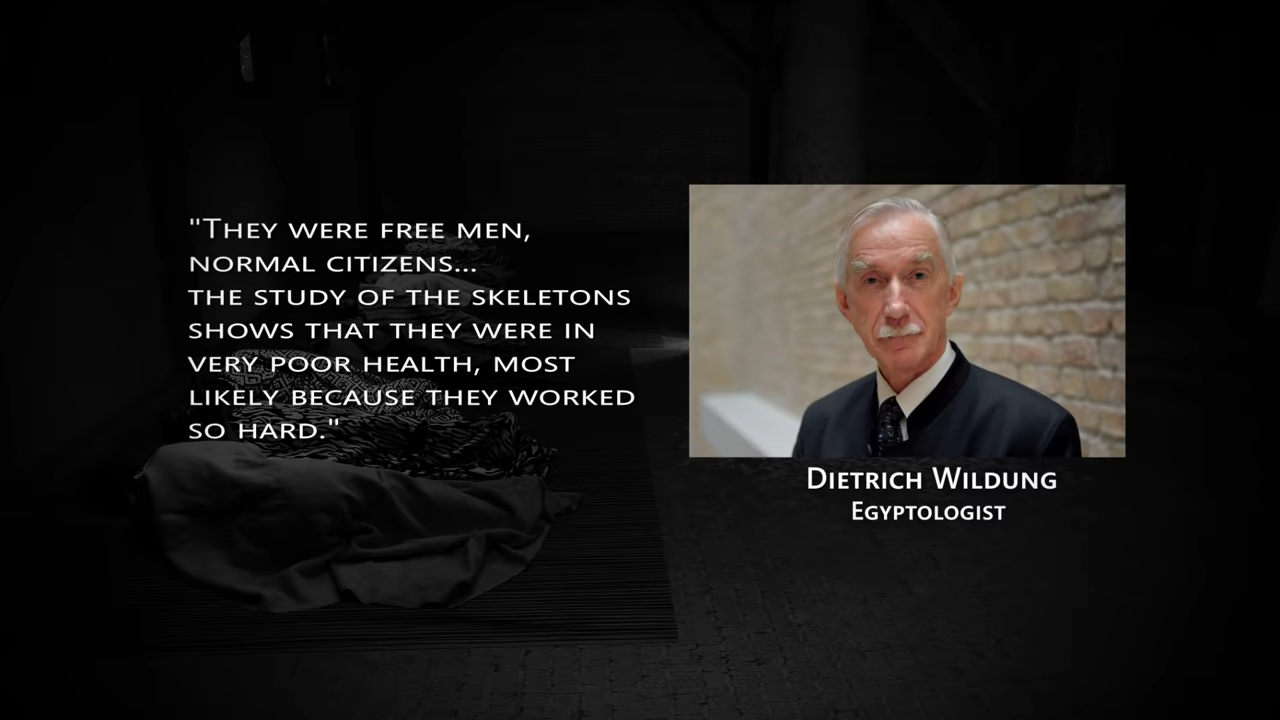 "They were free men,
normal citizens...
the study of the skeletons
shows that they were in
very poor health, most
likely because they worked
so hard."
Dietrich Wildung
Egyptologist